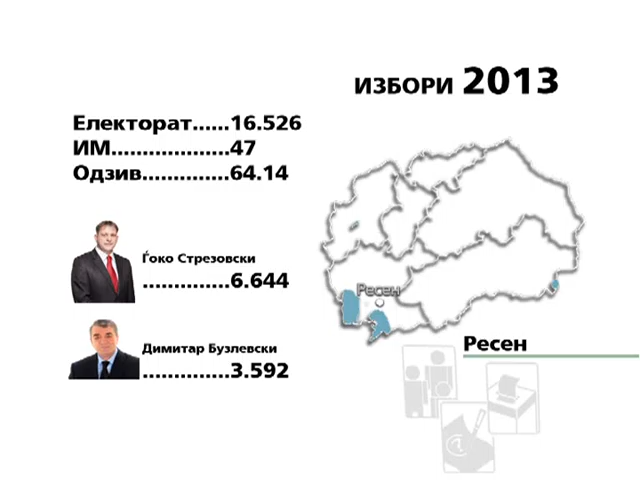 ИЗБОРИ 2013
Електорат......16.526
ИМ...................47
Одзив..............64.14
Ѓоко Стрезовски
..............6.644
Ресен
Ресен
Димитар Бузлевски
..............3.592